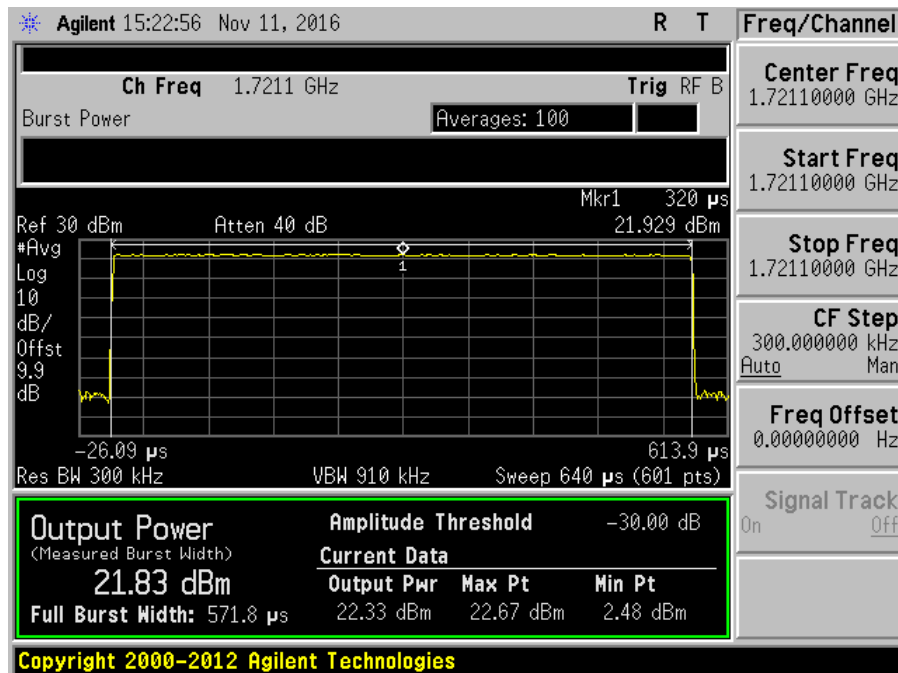 Agilent 15:22:56 Nov 11, 2016 R T
Ch Freq 1.7211 GHz Trig RF B
Burst Power Averages: 100
Mkr1 320 µs
Ref 30 dBm Atten 40 dB 21.929 dBm
#Avg
Log
10
dB/
Offst
9.9
dB
1
-26.09 µs 613.9 µs
Res BW 300 kHz VBW 910 kHz Sweep 640 µs (601 pts)
Output Power
(Measured Burst Width)
21.83 dBm
Full Burst Width: 571.8 µs
Amplitude Threshold -30.00 dB
Current Data
Output Pwr Max Pt Min Pt
22.33 dBm 22.67 dBm 2.48 dBm
Copyright 2000-2012 Agilent Technologies
Freq/Channel
Center Freq
1.72110000 GHz
Start Freq
1.72110000 GHz
Stop Freq
1.72110000 GHz
CF Step
300.000000 kHz
Auto Man
Freq Offset
0.00000000 Hz
Signal Track
On Off